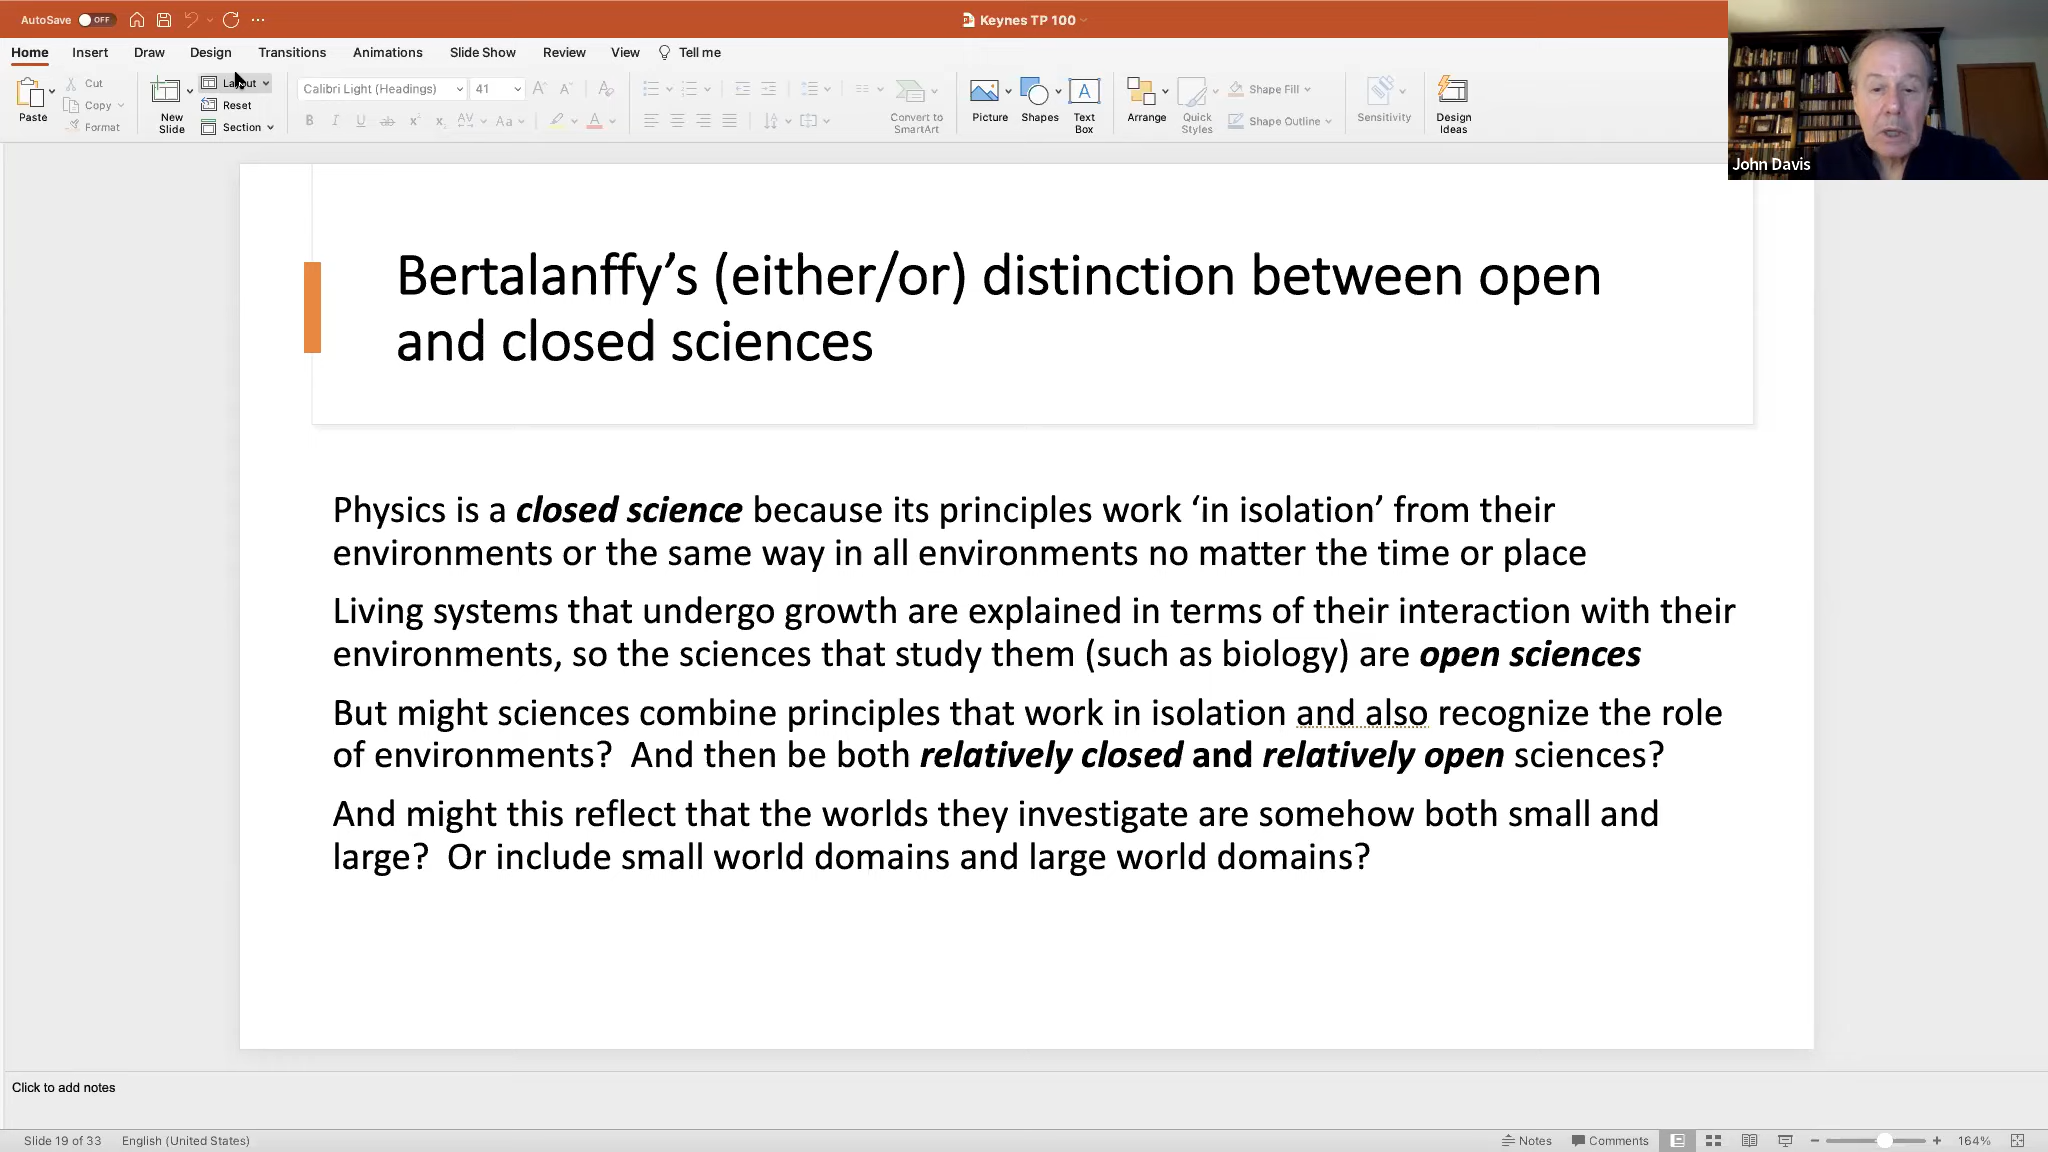 AutoSave OFF
Keynes TP 100
Home Insert Draw Design Transitions Animations Slide Show Review View Tell me
Paste
Cut
Copy
Format
New Slide
Layout
Reset
Section
Calibri Light (Headings) 41
Convert to SmartArt
Picture
Shapes
Text Box
Arrange
Quick Styles
Shape Fill
Shape Outline
Sensitivity
Design Ideas
John Davis
Bertalanffy’s (either/or) distinction between open
and closed sciences
Physics is a closed science because its principles work ‘in isolation’ from their
environments or the same way in all environments no matter the time or place
Living systems that undergo growth are explained in terms of their interaction with their
environments, so the sciences that study them (such as biology) are open sciences
But might sciences combine principles that work in isolation and also recognize the role
of environments? And then be both relatively closed and relatively open sciences?
And might this reflect that the worlds they investigate are somehow both small and
large? Or include small world domains and large world domains?
Click to add notes
Slide 19 of 33 English (United States) Notes Comments 164%